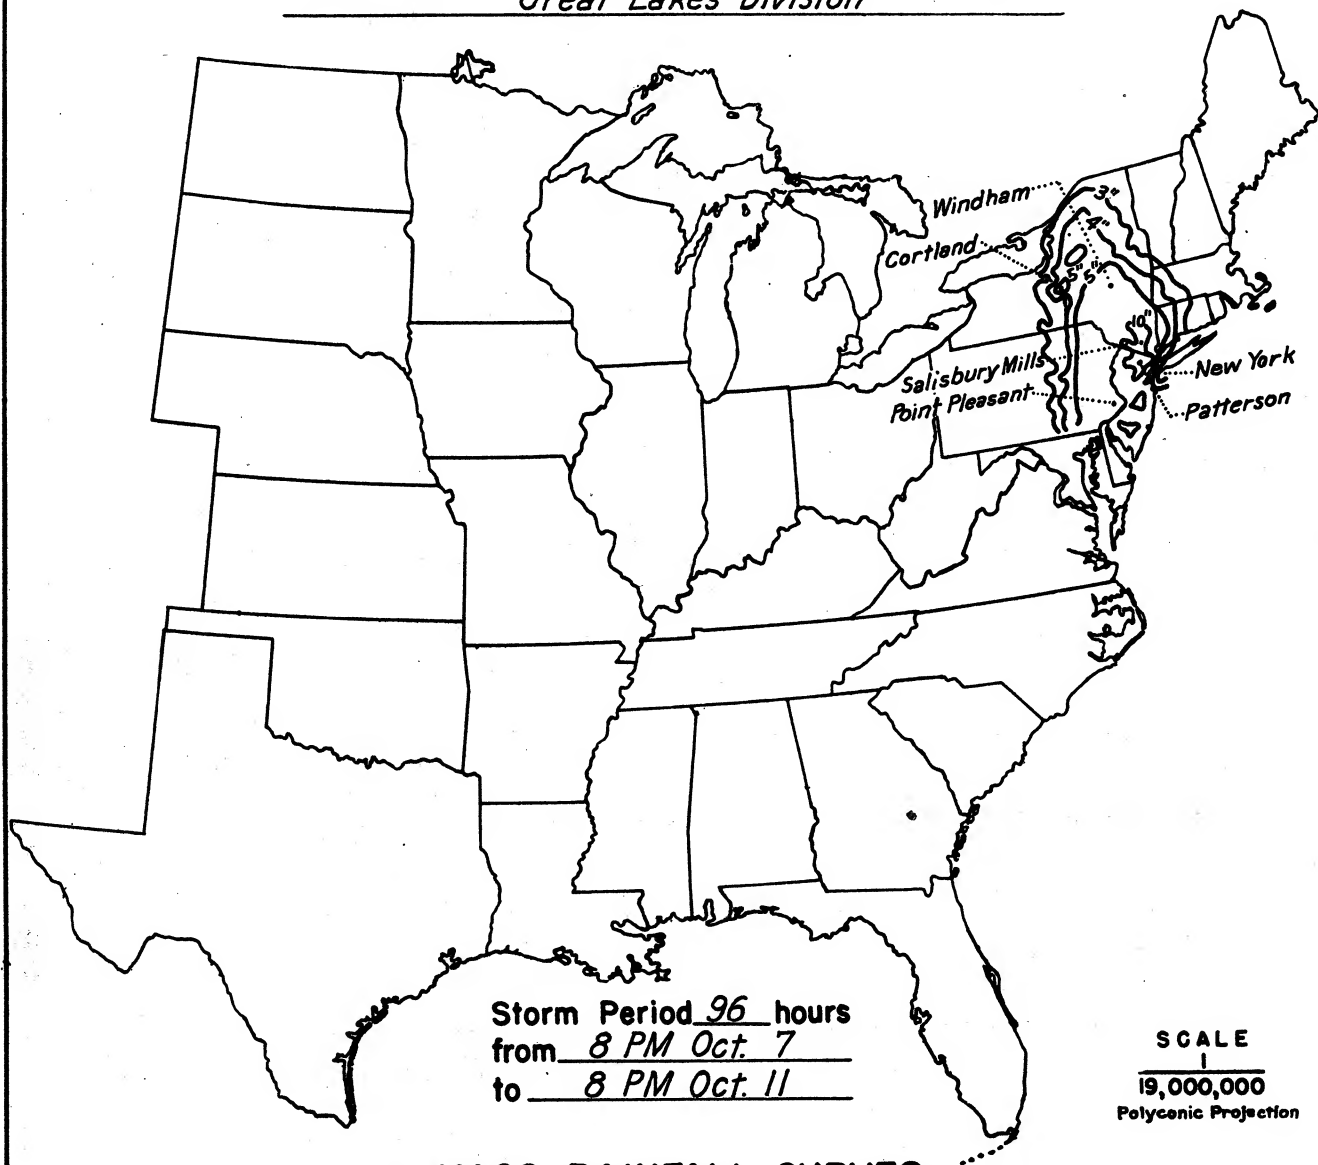 Great Lakes Division
Windham
3"
4"
Cortland
5" 5"
10"
Salisbury Mills
New York
Point Pleasant
Patterson
Storm Period 96 hours
from 8 PM Oct. 7
to 8 PM Oct. 11
SCALE
1
19,000,000
Polyconic Projection
MASS RAINFALL CURVES